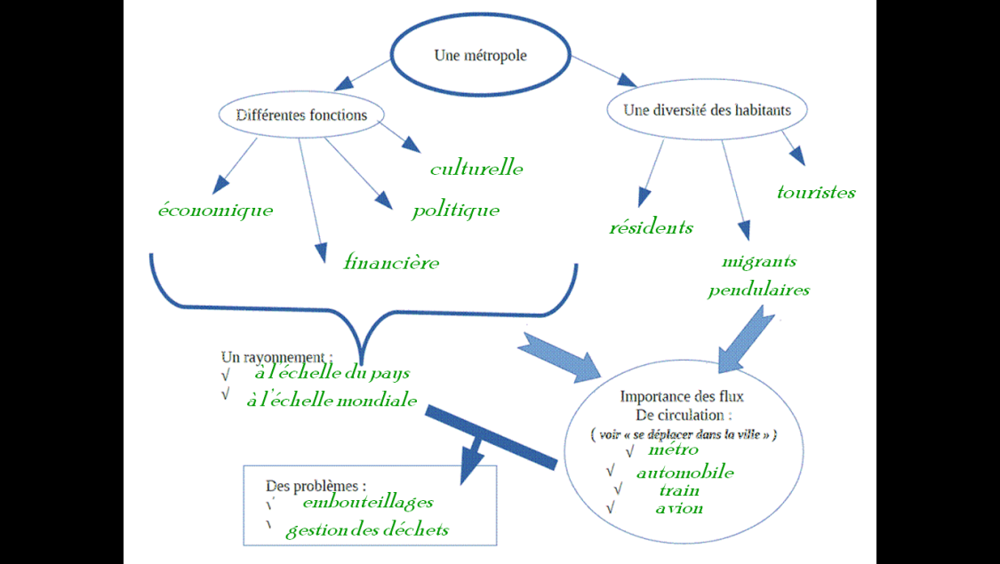 Une métropole
Différentes fonctions
Une diversité des habitants
culturelle
économique
politique
financière
touristes
résidents
migrants
pendulaires
Un rayonnement :
√ à l'échelle du pays
√ à l'échelle mondiale
Importance des flux
De circulation :
( voir « se déplacer dans la ville » )
√ métro
√ automobile
√ train
√ avion
Des problèmes :
√ embouteillages
√ gestion des déchets